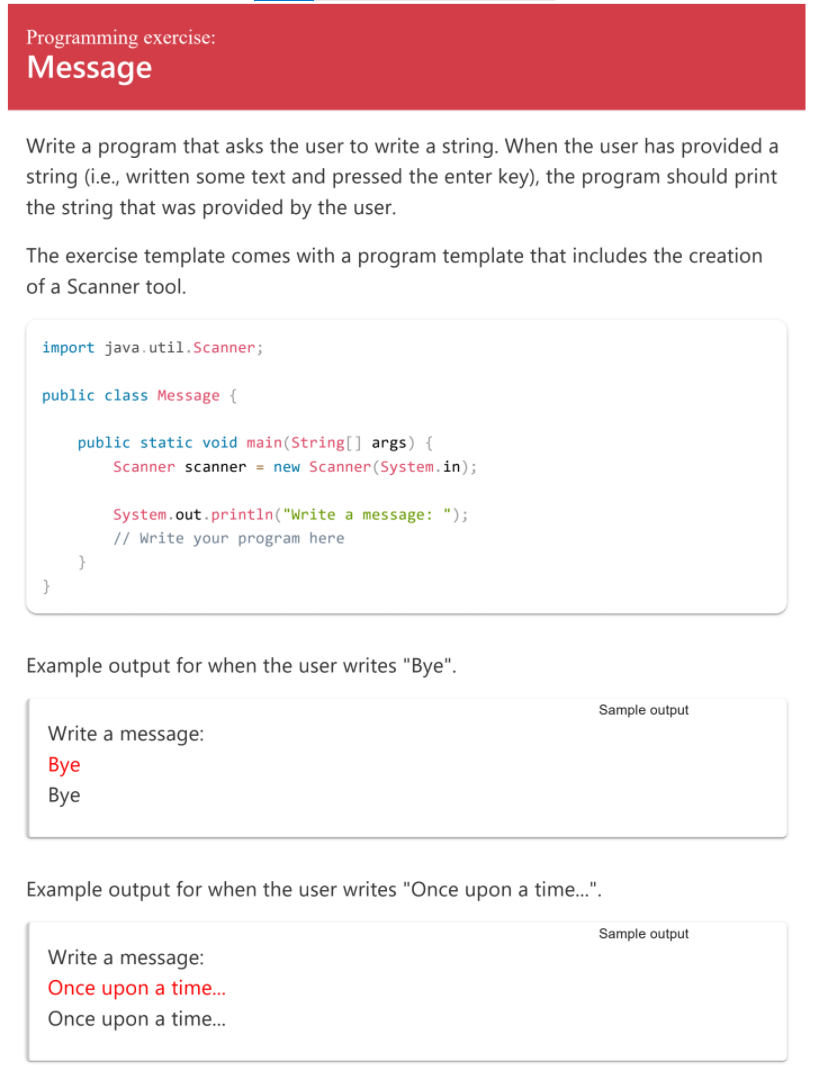 Programming exercise:
Message
Write a program that asks the user to write a string. When the user has provided a
string (i.e., written some text and pressed the enter key), the program should print
the string that was provided by the user.
The exercise template comes with a program template that includes the creation
of a Scanner tool.
import java.util.Scanner;
public class Message {
    public static void main(String[] args) {
        Scanner scanner = new Scanner(System.in);
        System.out.println("Write a message: ");
        // Write your program here
    }
}
Example output for when the user writes "Bye".
Sample output
Write a message:
Bye
Bye
Example output for when the user writes "Once upon a time...".
Sample output
Write a message:
Once upon a time...
Once upon a time...